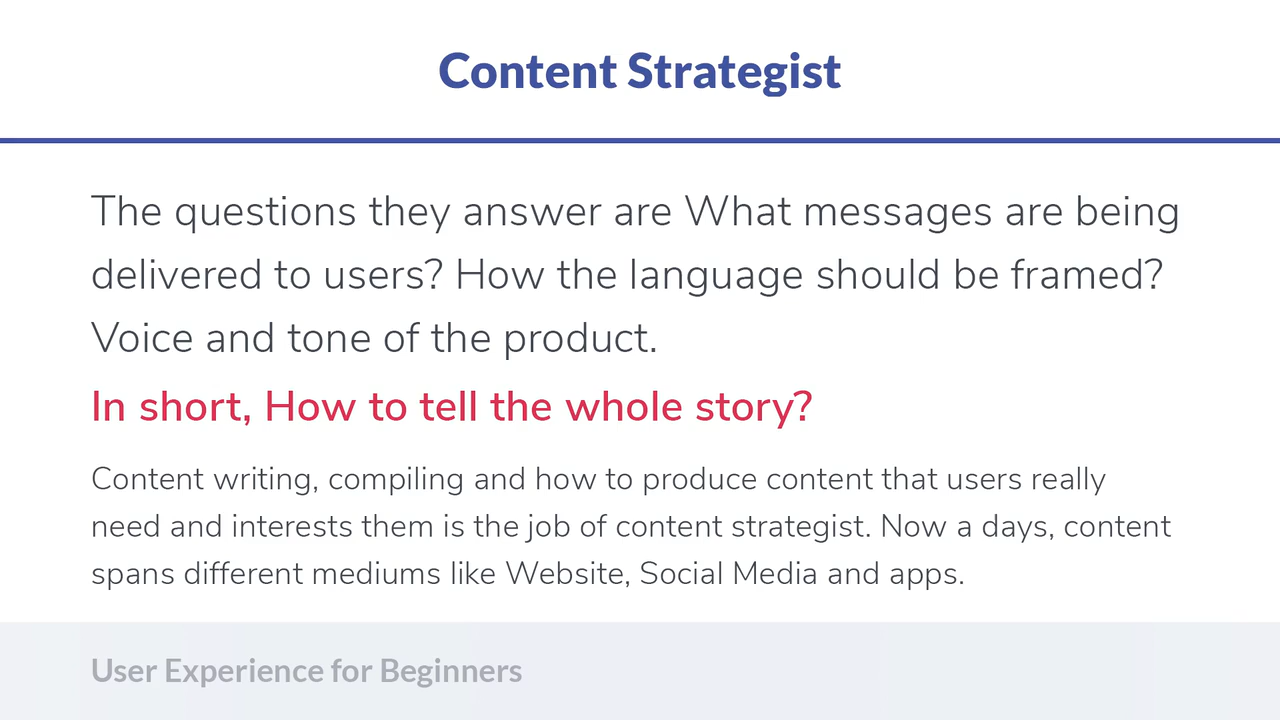 Content Strategist
The questions they answer are What messages are being
delivered to users? How the language should be framed?
Voice and tone of the product.
In short, How to tell the whole story?
Content writing, compiling and how to produce content that users really
need and interests them is the job of content strategist. Now a days, content
spans different mediums like Website, Social Media and apps.
User Experience for Beginners